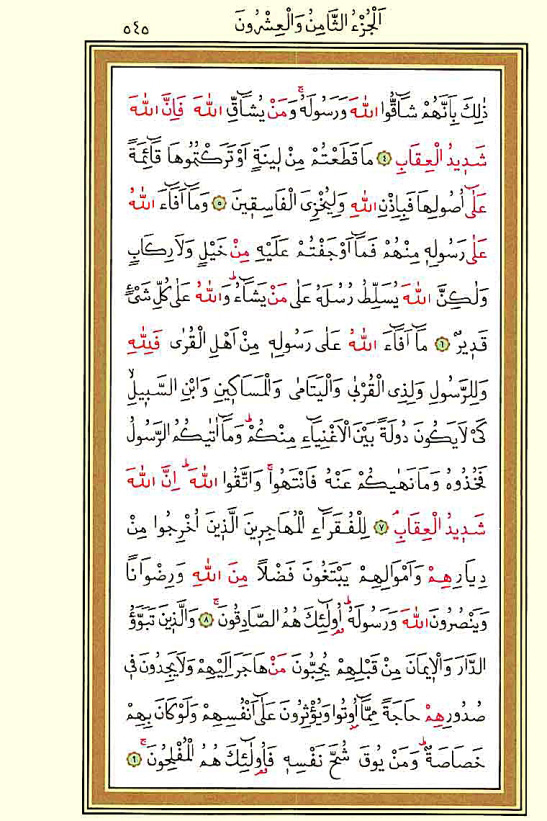 اَلْجُزْءُ الثَّامِنُ وَالْعِشْرُونَ
٥٤٥
ذٰلِكَ بِاَنَّهُمْ شَٓاقُّوا اللّٰهَ وَرَسُولَهُۚ وَمَنْ يُشَٓاقِّ اللّٰهَ فَاِنَّ اللّٰهَ
شَد۪يدُ الْعِقَابِ ﴿٤﴾ مَا قَطَعْتُمْ مِنْ ل۪ينَةٍ اَوْ تَرَكْتُمُوهَا قَٓائِمَةً
عَلٰٓى اُصُولِهَا فَبِاِذْنِ اللّٰهِ وَلِيُخْزِيَ الْفَاسِق۪ينَ ﴿٥﴾ وَمَٓا اَفَٓاءَ اللّٰهُ
عَلٰى رَسُولِه۪ مِنْهُمْ فَمَٓا اَوْجَفْتُمْ عَلَيْهِ مِنْ خَيْلٍ وَلَا رِكَابٍ
وَلٰكِنَّ اللّٰهَ يُسَلِّطُ رُسُلَهُ عَلٰى مَنْ يَشَٓاءُۜ وَاللّٰهُ عَلٰى كُلِّ شَيْءٍ
قَد۪يرٌ ﴿٦﴾ مَٓا اَفَٓاءَ اللّٰهُ عَلٰى رَسُولِه۪ مِنْ اَهْلِ الْقُرٰى فَلِلّٰهِ
وَلِلرَّسُولِ وَلِذِي الْقُرْبٰى وَالْيَتَامٰى وَالْمَسَاك۪ينِ وَابْنِ السَّب۪يلِۙ
كَيْ لَا يَكُونَ دُولَةً بَيْنَ الْاَغْنِيَٓاءِ مِنْكُمْۜ وَمَٓا اٰتٰيكُمُ الرَّسُولُ
فَخُذُوهُ وَمَا نَهٰيكُمْ عَنْهُ فَانْتَهُواۚ وَاتَّقُوا اللّٰهَۜ اِنَّ اللّٰهَ
شَد۪يدُ الْعِقَابِۢ ﴿٧﴾ لِلْفُقَرَٓاءِ الْمُهَاجِر۪ينَ الَّذ۪ينَ اُخْرِجُوا مِنْ
دِيَارِهِمْ وَاَمْوَالِهِمْ يَبْتَغُونَ فَضْلًا مِنَ اللّٰهِ وَرِضْوَانًا
وَيَنْصُرُونَ اللّٰهَ وَرَسُولَهُۜ اُو۬لٰٓئِكَ هُمُ الصَّادِقُونَۚ ﴿٨﴾ وَالَّذ۪ينَ تَبَوَّؤُ
الدَّارَ وَالْا۪يمَانَ مِنْ قَبْلِهِمْ يُحِبُّونَ مَنْ هَاجَرَ اِلَيْهِمْ وَلَا يَجِدُونَ ف۪ي
صُدُورِهِمْ حَاجَةً مِمَّٓا اُو۫تُوا وَيُؤْثِرُونَ عَلٰٓى اَنْفُسِهِمْ وَلَوْ كَانَ بِهِمْ
خَصَاصَةٌۜ وَمَنْ يُوقَ شُحَّ نَفْسِه۪ فَاُو۬لٰٓئِكَ هُمُ الْمُفْلِحُونَۚ ﴿٩﴾